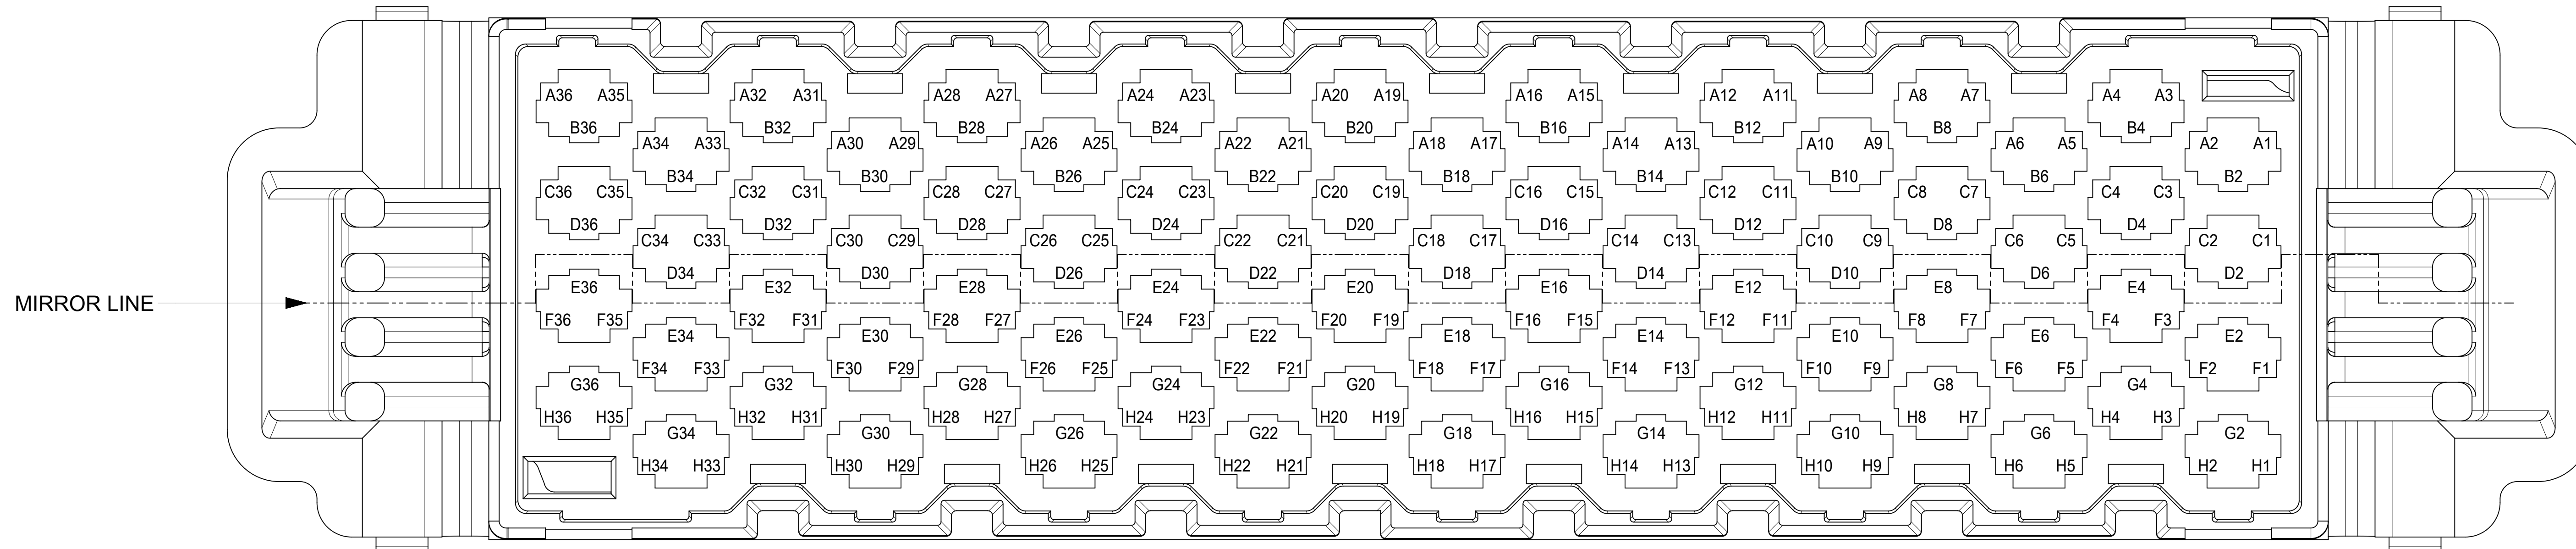 A36 A35 A32 A31 A28 A27 A24 A23 A20 A19 A16 A15 A12 A11 A8 A7 A4 A3
B36 B32 B28 B24 B20 B16 B12 B8 B4
A34 A33 A30 A29 A26 A25 A22 A21 A18 A17 A14 A13 A10 A9 A6 A5 A2 A1
B34 B30 B26 B22 B18 B14 B10 B6 B2
C36 C35 C32 C31 C28 C27 C24 C23 C20 C19 C16 C15 C12 C11 C8 C7 C4 C3
D36 D32 D28 D24 D20 D16 D12 D8 D4
C34 C33 C30 C29 C26 C25 C22 C21 C18 C17 C14 C13 C10 C9 C6 C5 C2 C1
D34 D30 D26 D22 D18 D14 D10 D6 D2
E36 E32 E28 E24 E20 E16 E12 E8 E4
MIRROR LINE
F36 F35 F32 F31 F28 F27 F24 F23 F20 F19 F16 F15 F12 F11 F8 F7 F4 F3
E34 E30 E26 E22 E18 E14 E10 E6 E2
F34 F33 F30 F29 F26 F25 F22 F21 F18 F17 F14 F13 F10 F9 F6 F5 F2 F1
G36 G32 G28 G24 G20 G16 G12 G8 G4
H36 H35 H32 H31 H28 H27 H24 H23 H20 H19 H16 H15 H12 H11 H8 H7 H4 H3
G34 G30 G26 G22 G18 G14 G10 G6 G2
H34 H33 H30 H29 H26 H25 H22 H21 H18 H17 H14 H13 H10 H9 H6 H5 H2 H1